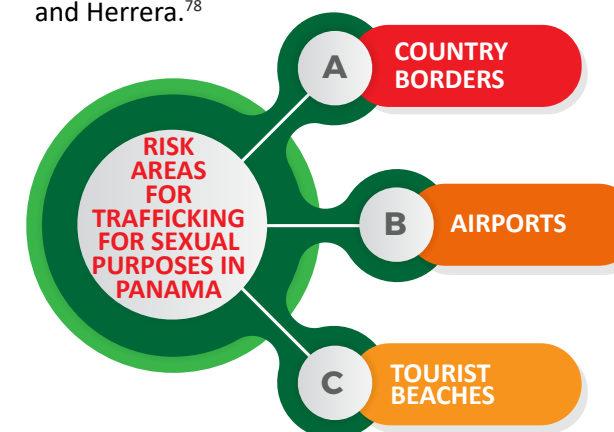 and Herrera.78
RISK
AREAS
FOR
TRAFFICKING
FOR SEXUAL
PURPOSES IN
PANAMA
A
COUNTRY
BORDERS
B
AIRPORTS
C
TOURIST
BEACHES